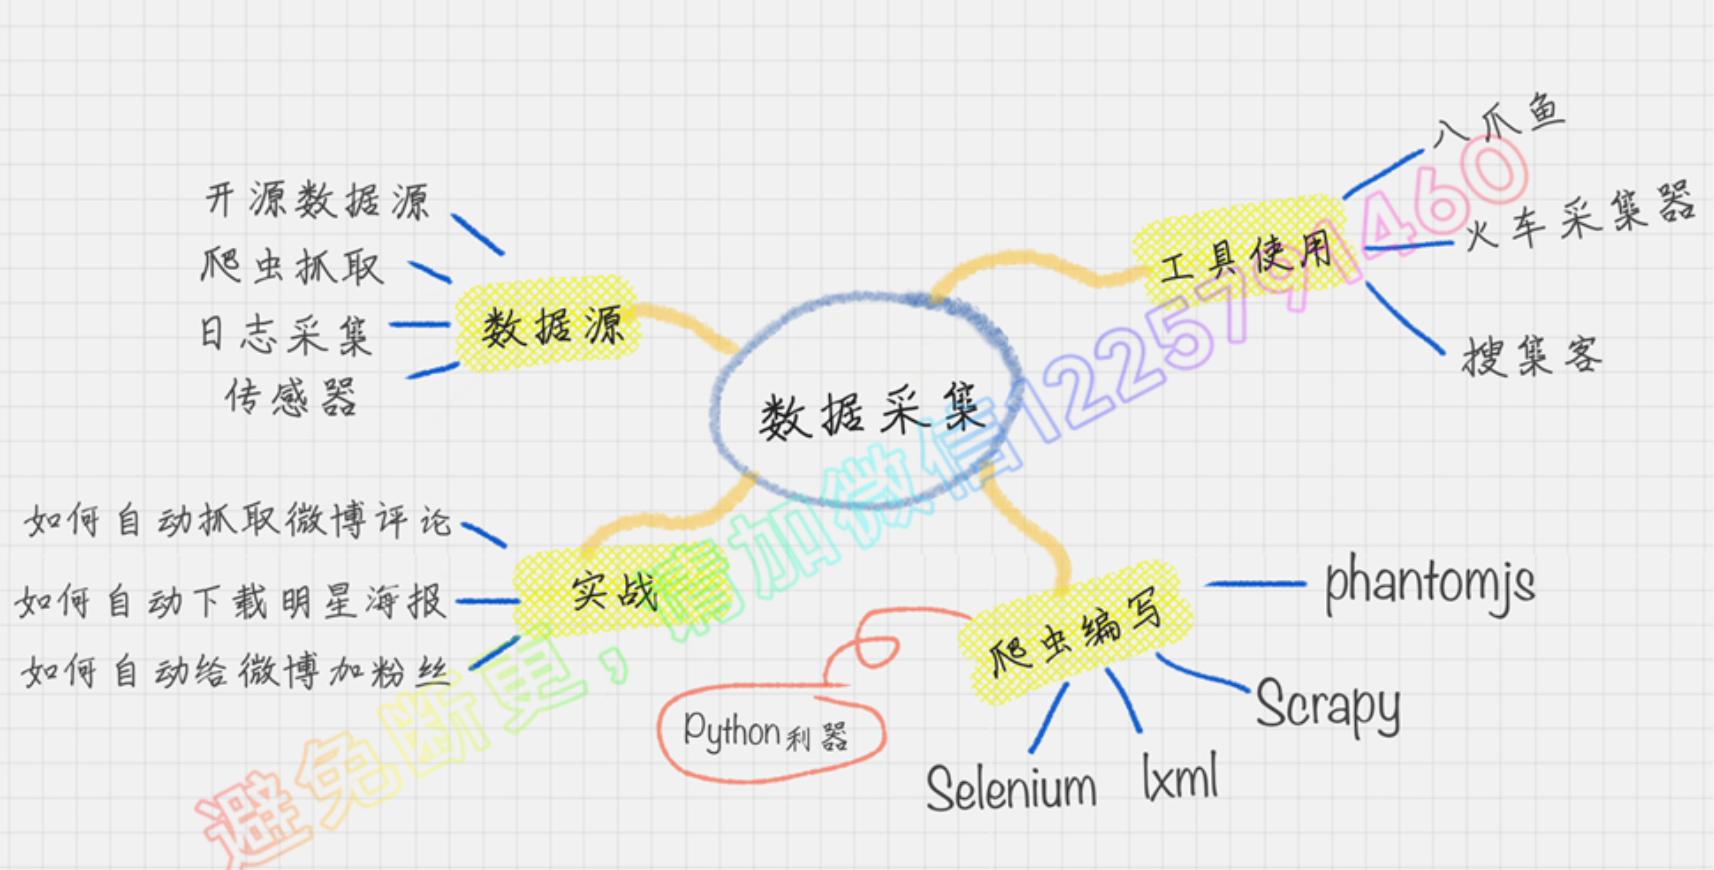 数据采集
数据源
开源数据源
爬虫抓取
日志采集
传感器
工具使用
八爪鱼
火车采集器
搜集客
实战
如何自动抓取微博评论
如何自动下载明星海报
如何自动给微博加粉丝
爬虫编写
phantomjs
Scrapy
lxml
Selenium
Python利器
避免断更，请加微信1225791460